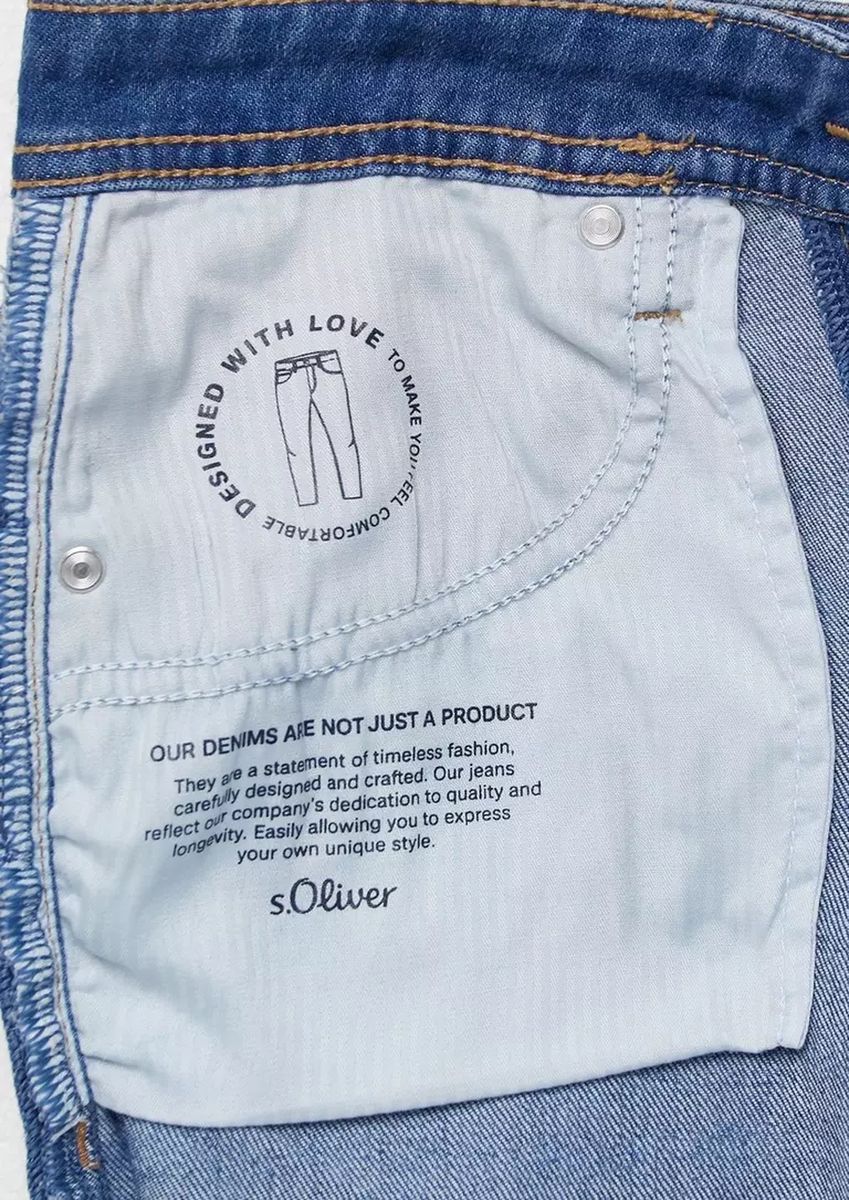 DESIGNED WITH LOVE TO MAKE YOU FEEL COMFORTABLE
OUR DENIMS ARE NOT JUST A PRODUCT
They are a statement of timeless fashion,
carefully designed and crafted. Our jeans
reflect our company's dedication to quality and
longevity. Easily allowing you to express
your own unique style.
s.Oliver